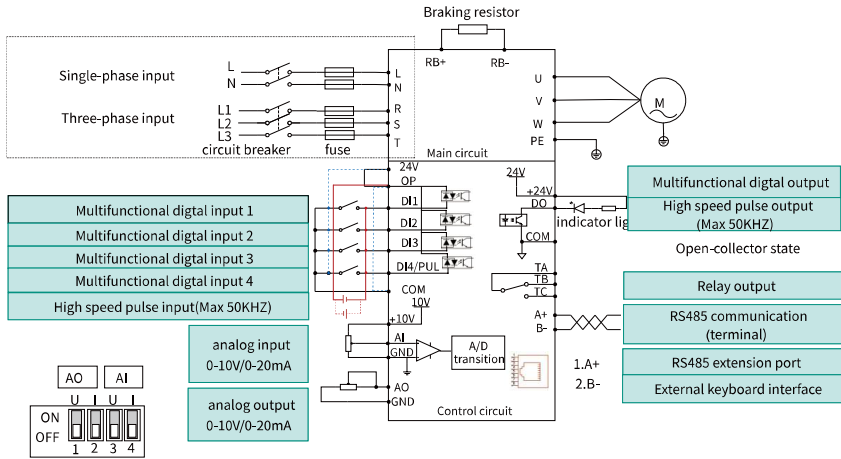 Braking resistor
RB+ RB-
Single-phase input
L
N
L
N
Three-phase input
L1
L2
L3
R
S
T
circuit breaker fuse
U
V
W
PE
M
Main circuit
24V
OP
DI1
DI2
DI3
DI4/PUL
COM
24V
+24V
DO
indicator lig
COM
TA
TB
TC
A+
B-
10V
+10V
AI
GND
A/D
transition
AO
GND
1.A+
2.B-
Control circuit
Multifunctional digtal input 1
Multifunctional digtal input 2
Multifunctional digtal input 3
Multifunctional digtal input 4
High speed pulse input(Max 50KHZ)
analog input
0-10V/0-20mA
analog output
0-10V/0-20mA
Multifunctional digtal output
High speed pulse output
(Max 50KHZ)
Open-collector state
Relay output
RS485 communication
(terminal)
RS485 extension port
External keyboard interface
AO AI
U I U I
ON
OFF
1 2 3 4